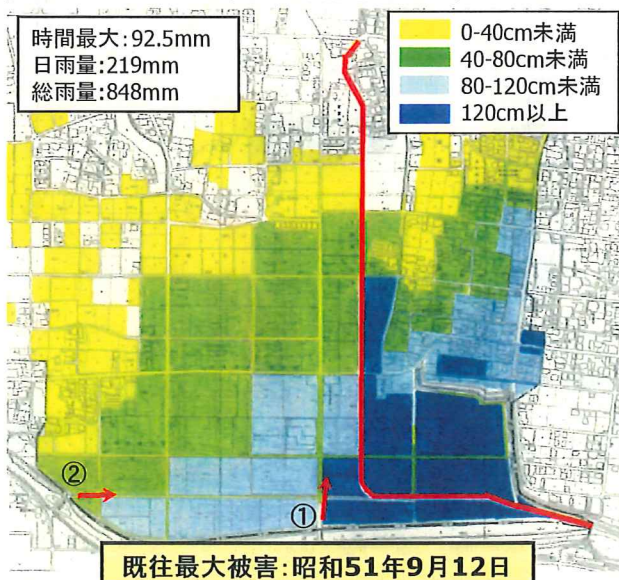 時間最大:92.5mm
日雨量:219mm
総雨量:848mm
0-40cm未満
40-80cm未満
80-120cm未満
120cm以上
②
①
既往最大被害:昭和51年9月12日